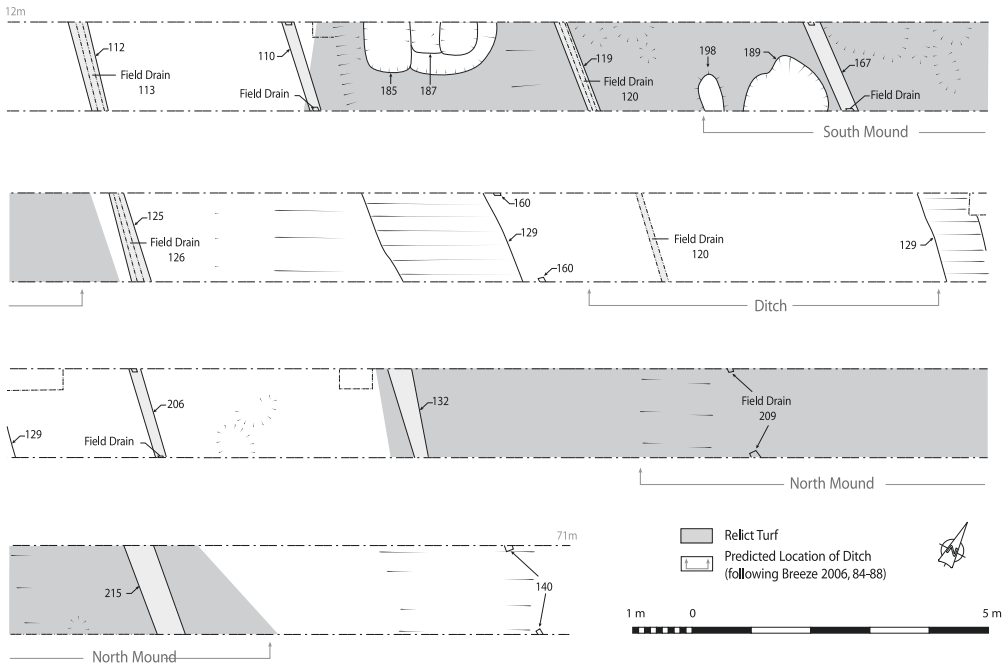 12m
112
Field Drain
113
110
Field Drain
185
187
119
Field Drain
120
198
189
167
Field Drain
South Mound
125
Field Drain
126
160
129
160
Field Drain
120
129
Ditch
129
206
Field Drain
132
Field Drain
209
North Mound
71m
215
140
North Mound
Relict Turf
Predicted Location of Ditch
(following Breeze 2006, 84-88)
N
1 m
0
5 m